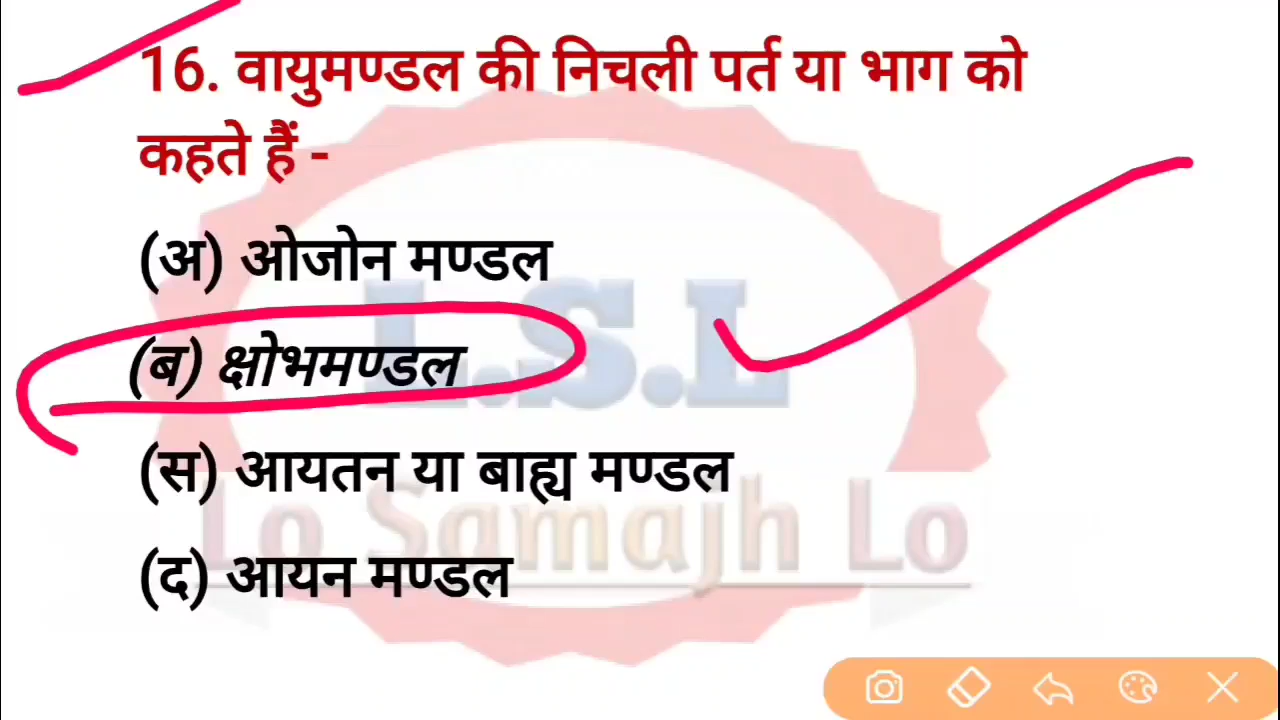 16. वायुमण्डल की निचली पर्त या भाग को
कहते हैं -
(अ) ओजोन मण्डल
(ब) क्षोभमण्डल
(स) आयतन या बाह्य मण्डल
(द) आयन मण्डल
L.S.L
Lo Samajh Lo